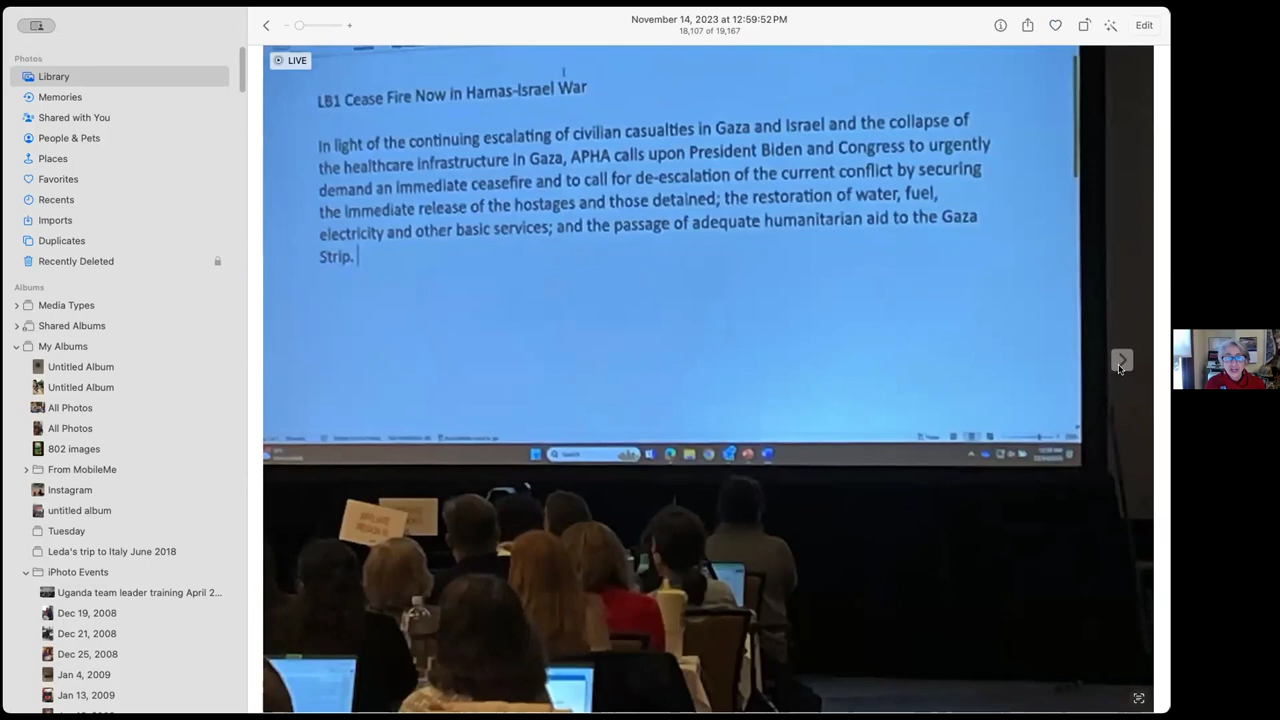 November 14, 2023 at 12:59:52 PM
18,107 of 19,167
Edit
Photos
Library
Memories
Shared with You
People & Pets
Places
Favorites
Recents
Imports
Duplicates
Recently Deleted
Albums
Media Types
Shared Albums
My Albums
Untitled Album
Untitled Album
All Photos
All Photos
802 images
From MobileMe
Instagram
untitled album
Tuesday
Leda's trip to Italy June 2018
iPhoto Events
Uganda team leader training April 2...
Dec 19, 2008
Dec 21, 2008
Dec 25, 2008
Jan 4, 2009
Jan 13, 2009
LIVE
LB1 Cease Fire Now in Hamas-Israel War
In light of the continuing escalating of civilian casualties in Gaza and Israel and the collapse of
the healthcare infrastructure in Gaza, APHA calls upon President Biden and Congress to urgently
demand an immediate ceasefire and to call for de-escalation of the current conflict by securing
the immediate release of the hostages and those detained; the restoration of water, fuel,
electricity and other basic services; and the passage of adequate humanitarian aid to the Gaza
Strip.
Search